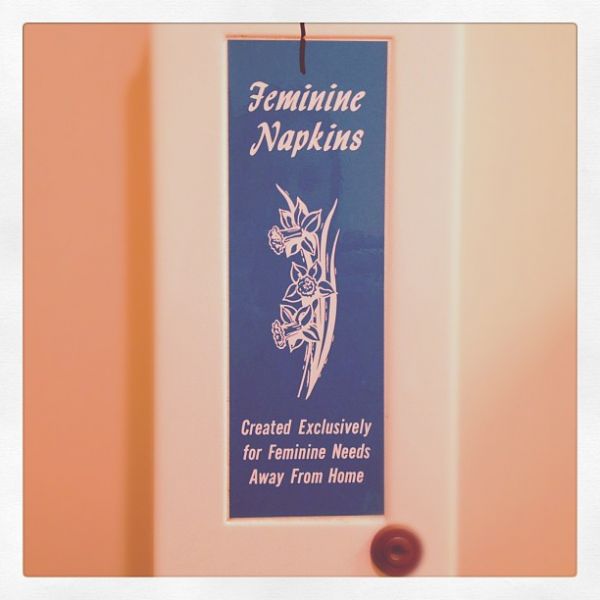 Feminine
Napkins
Created Exclusively
for Feminine Needs
Away From Home